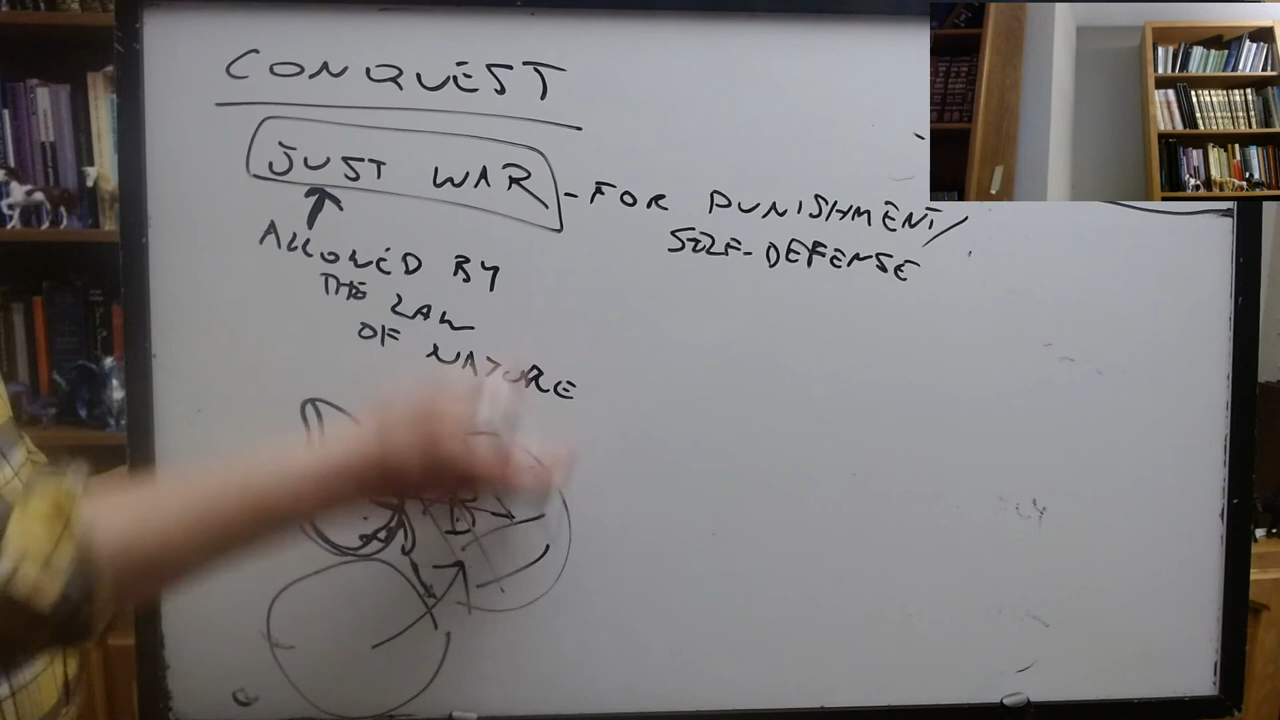 CONQUEST
JUST WAR - FOR PUNISHMENT/
SELF-DEFENSE
ALLOWED BY
THE LAW
OF NATURE
B